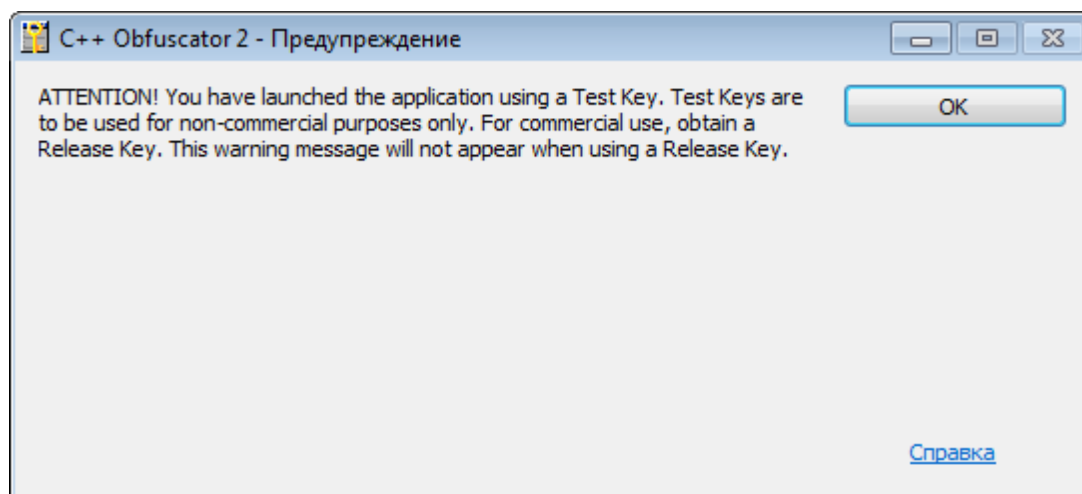 C++ Obfuscator 2 - Предупреждение
ATTENTION! You have launched the application using a Test Key. Test Keys are
to be used for non-commercial purposes only. For commercial use, obtain a
Release Key. This warning message will not appear when using a Release Key.
OK
Справка